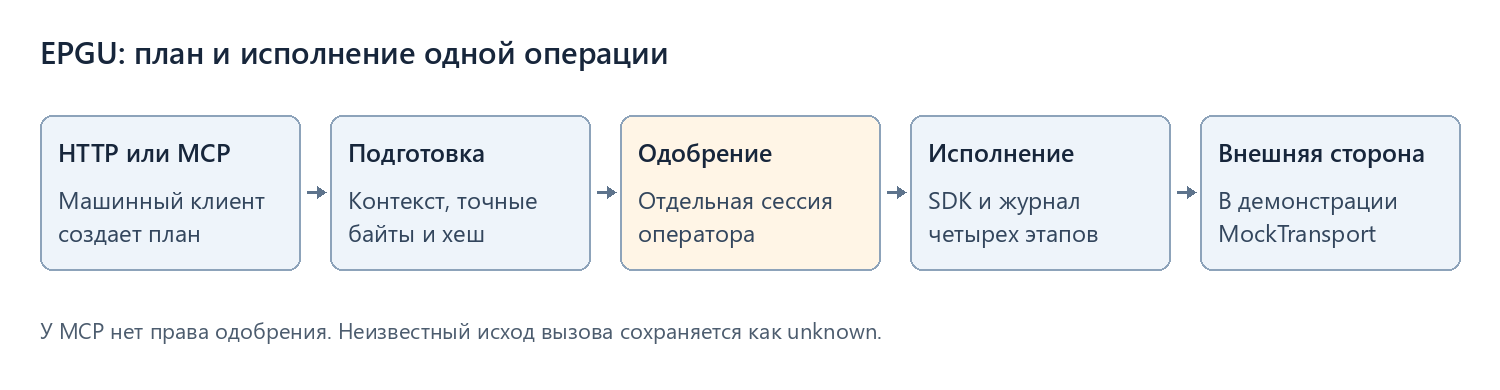 EPGU: план и исполнение одной операции
HTTP или MCP
Машинный клиент
создает план
Подготовка
Контекст, точные
байты и хеш
Одобрение
Отдельная сессия
оператора
Исполнение
SDK и журнал
четырех этапов
Внешняя сторона
В демонстрации
MockTransport
У MCP нет права одобрения. Неизвестный исход вызова сохраняется как unknown.